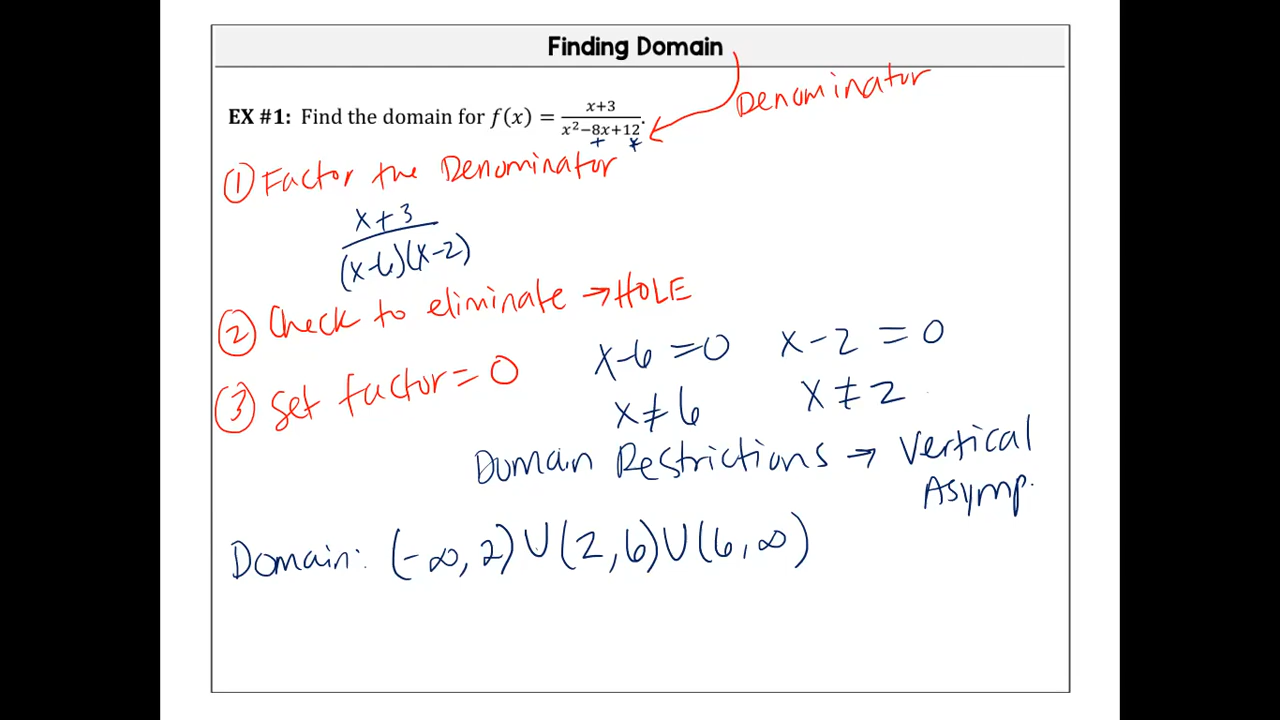 Finding Domain
Denominator
EX #1: Find the domain for f(x) = \frac{x+3}{x^2−8x+12}.
+ *
① Factor the Denominator
x+3
(x-6)(x-2)
② Check to eliminate → HOLE
x-6 =0 x-2 = 0
③ Set factor = 0
x≠6 x≠2
Domain Restrictions → Vertical
Asymp.
Domain: (-∞,2)∪(2,6)∪(6,∞)